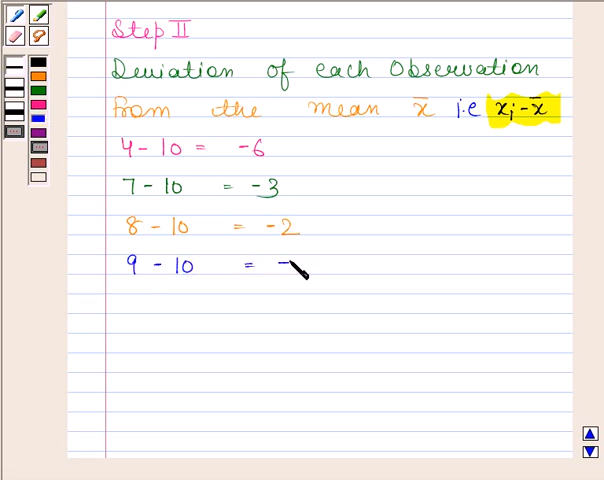 Step II
Deviation of each Observation
from the mean x̄ i.e xᵢ - x̄
4 - 10 = -6
7 - 10 = -3
8 - 10 = -2
9 - 10 = -